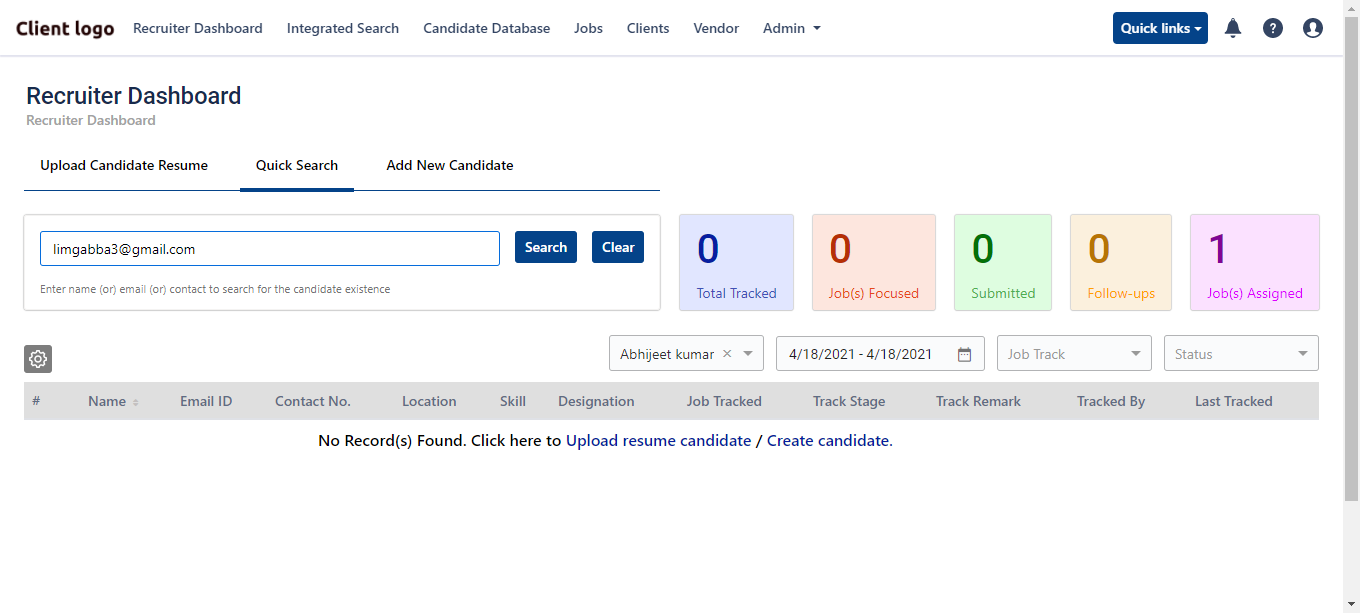 Client logo Recruiter Dashboard Integrated Search Candidate Database Jobs Clients Vendor Admin Quick links ?
Recruiter Dashboard
Recruiter Dashboard
Upload Candidate Resume Quick Search Add New Candidate
limgabba3@gmail.com Search Clear
Enter name (or) email (or) contact to search for the candidate existence
0 0 0 0 1
Total Tracked Job(s) Focused Submitted Follow-ups Job(s) Assigned
Abhijeet kumar × 4/18/2021 - 4/18/2021 Job Track Status
# Name Email ID Contact No. Location Skill Designation Job Tracked Track Stage Track Remark Tracked By Last Tracked
No Record(s) Found. Click here to Upload resume candidate / Create candidate.